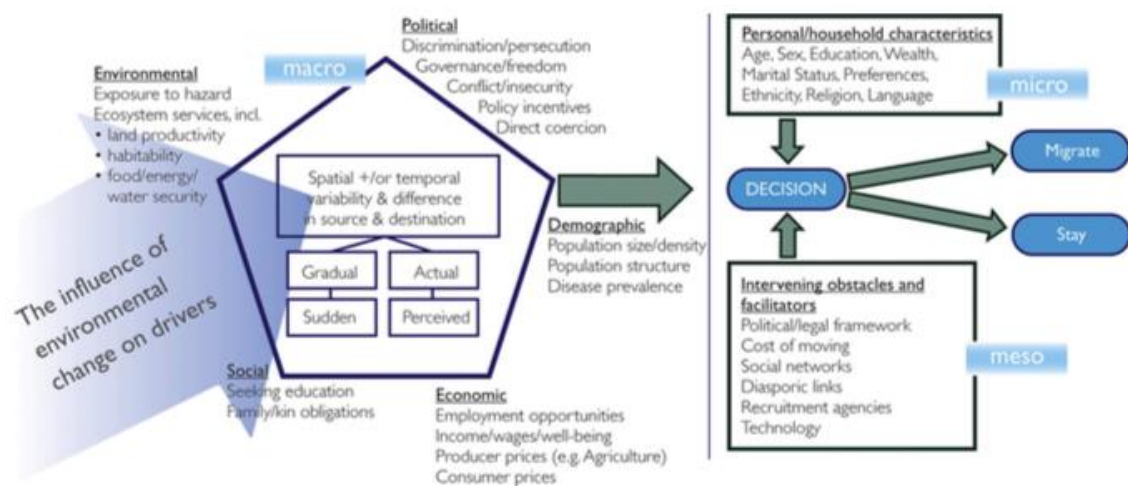 Political
Discrimination/persecution
Governance/freedom
Conflict/insecurity
Policy incentives
Direct coercion
macro
Environmental
Exposure to hazard
Ecosystem services, incl.
• land productivity
• habitability
• food/energy/
water security
Spatial +/or temporal
variability & difference
in source & destination
Gradual
Actual
Sudden
Perceived
The influence of
environmental
change on drivers
Demographic
Population size/density
Population structure
Disease prevalence
Social
Seeking education
Family/kin obligations
Economic
Employment opportunities
Income/wages/well-being
Producer prices (e.g. Agriculture)
Consumer prices
Personal/household characteristics
Age, Sex, Education, Wealth,
Marital Status, Preferences,
Ethnicity, Religion, Language
micro
DECISION
Migrate
Stay
Intervening obstacles and
facilitators
Political/legal framework
Cost of moving
Social networks
Diasporic links
Recruitment agencies
Technology
meso